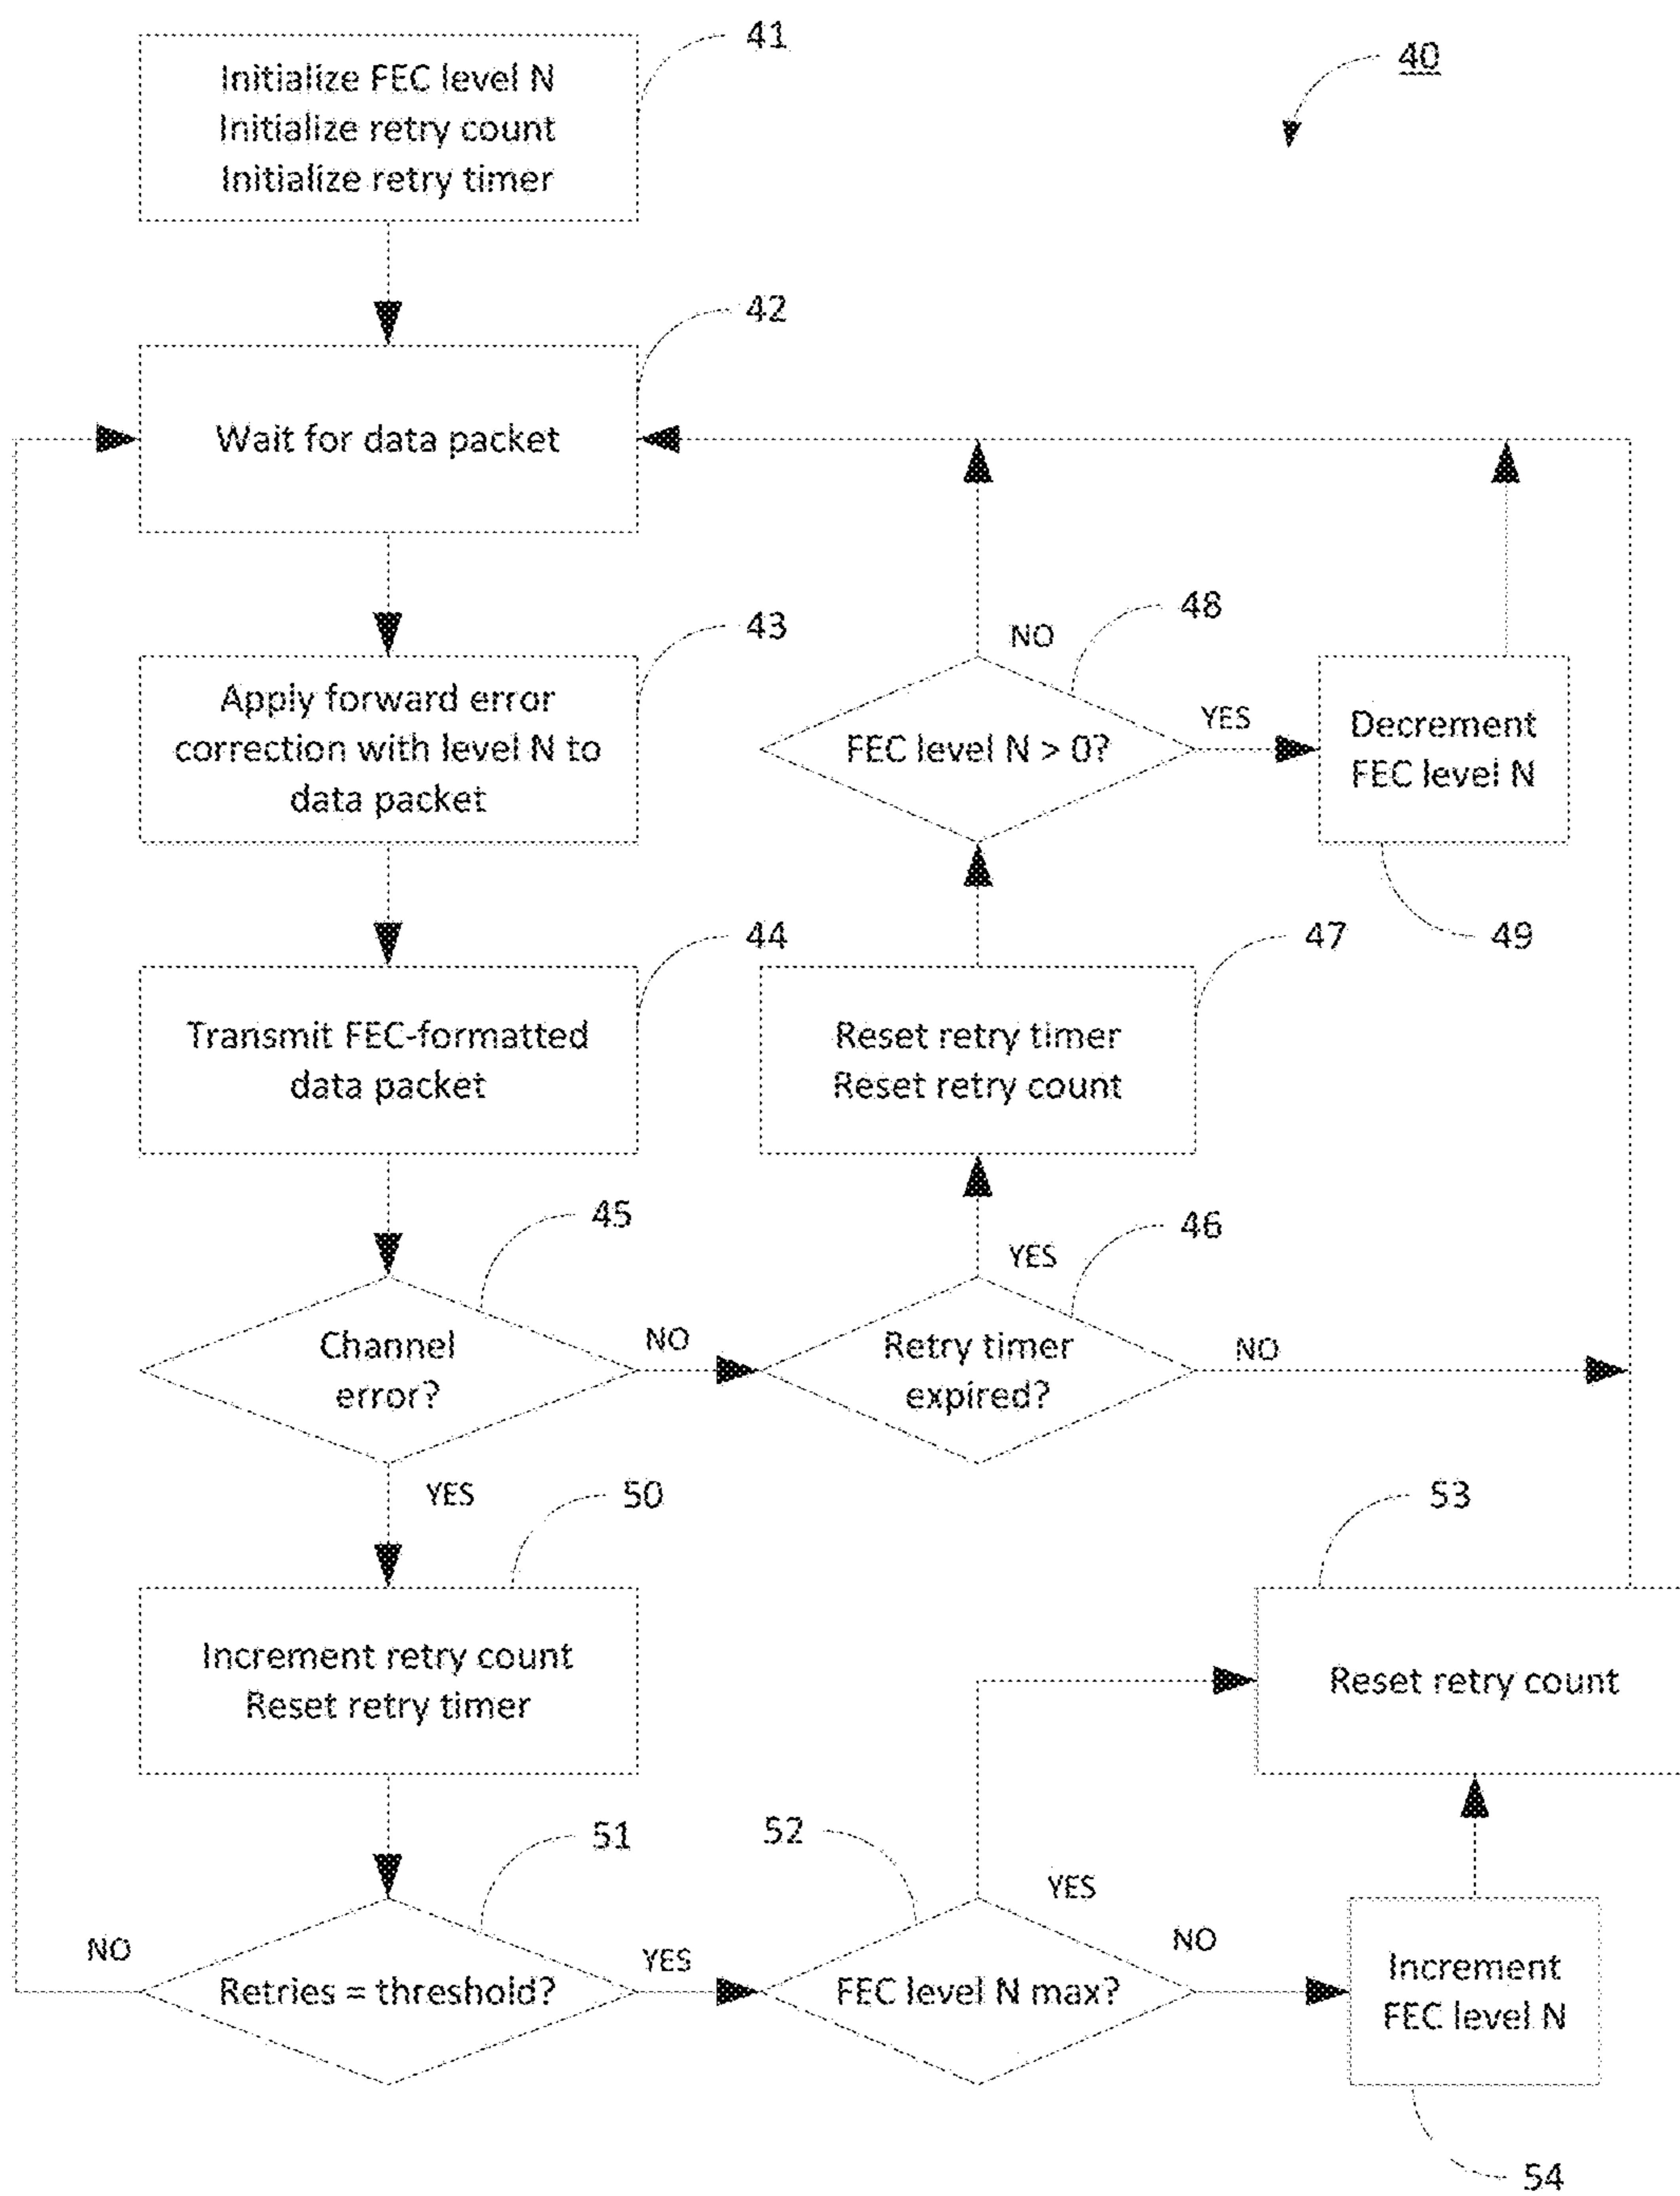 41
Initialize FEC level N
Initialize retry count
Initialize retry timer
40
42
Wait for data packet
43
Apply forward error
correction with level N to
data packet
48
NO
FEC level N > 0?
YES
Decrement
FEC level N
49
44
Transmit FEC-formatted
data packet
47
Reset retry timer
Reset retry count
45
Channel
error?
NO
46
YES
Retry timer
expired?
NO
YES
50
Increment retry count
Reset retry timer
53
Reset retry count
51
NO
Retries = threshold?
YES
52
YES
FEC level N max?
NO
Increment
FEC level N
54